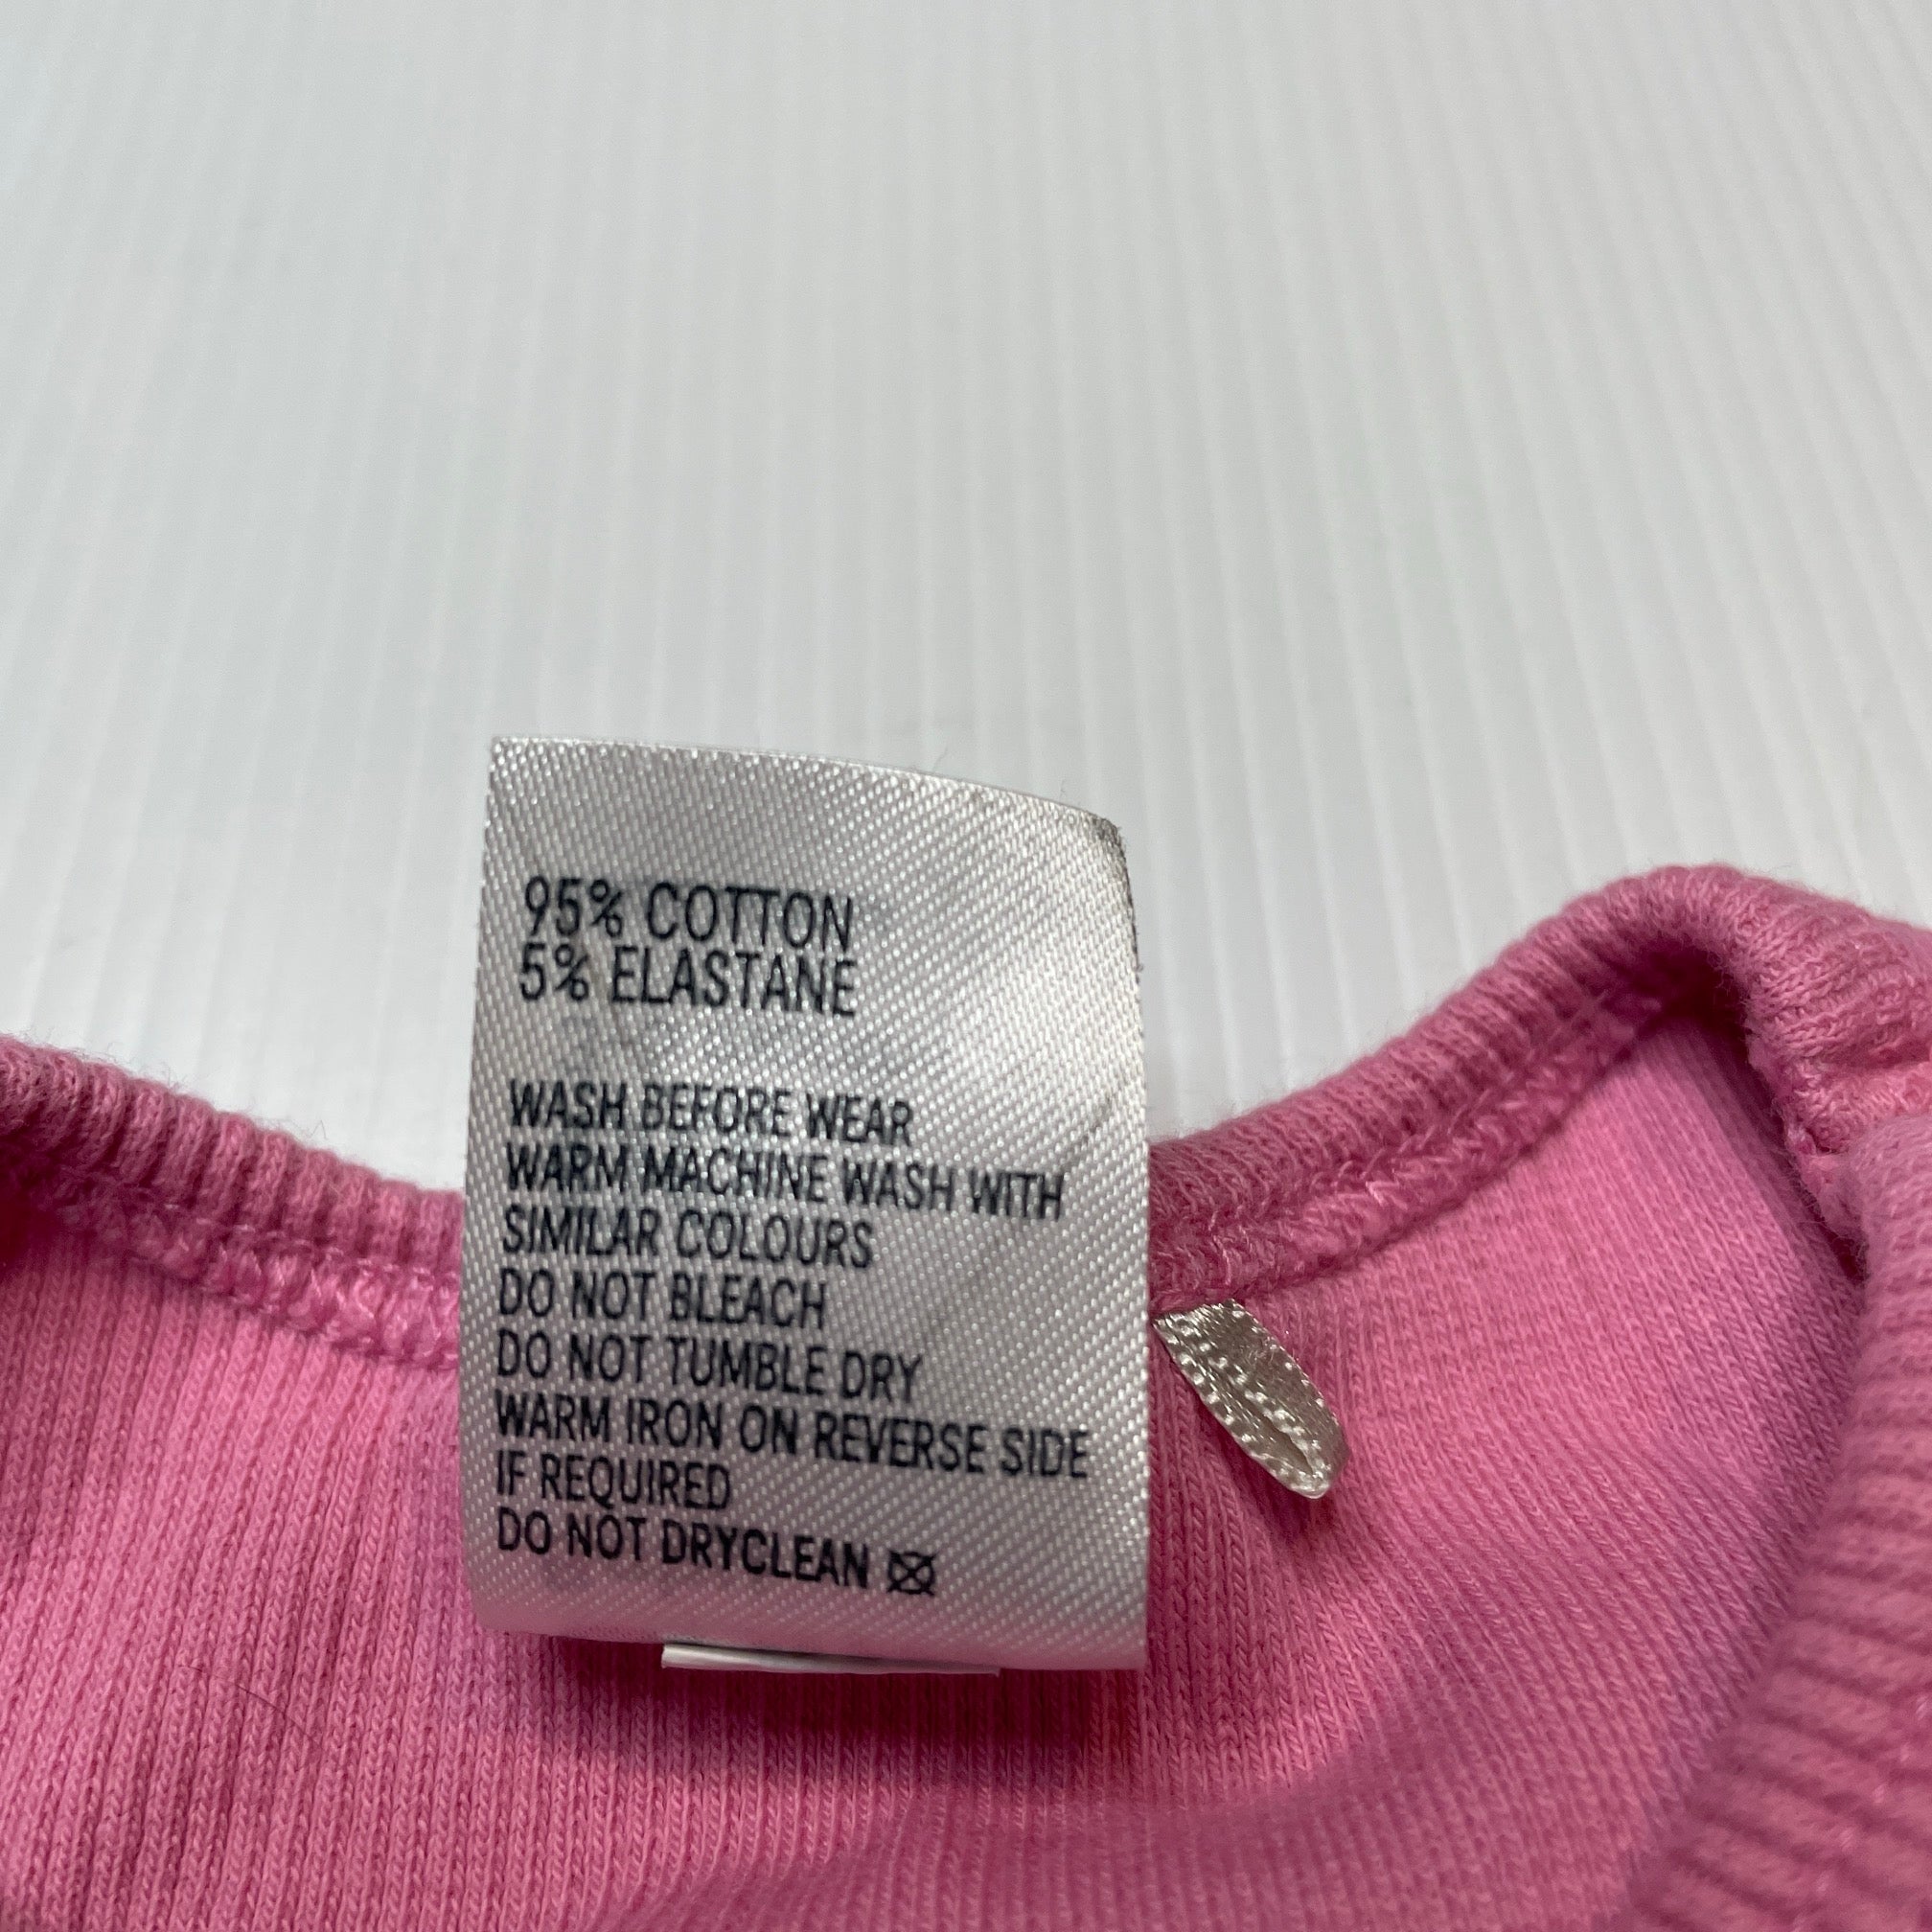 95% COTTON
5% ELASTANE
WASH BEFORE WEAR
WARM MACHINE WASH WITH
SIMILAR COLOURS
DO NOT BLEACH
DO NOT TUMBLE DRY
WARM IRON ON REVERSE SIDE
IF REQUIRED
DO NOT DRYCLEAN